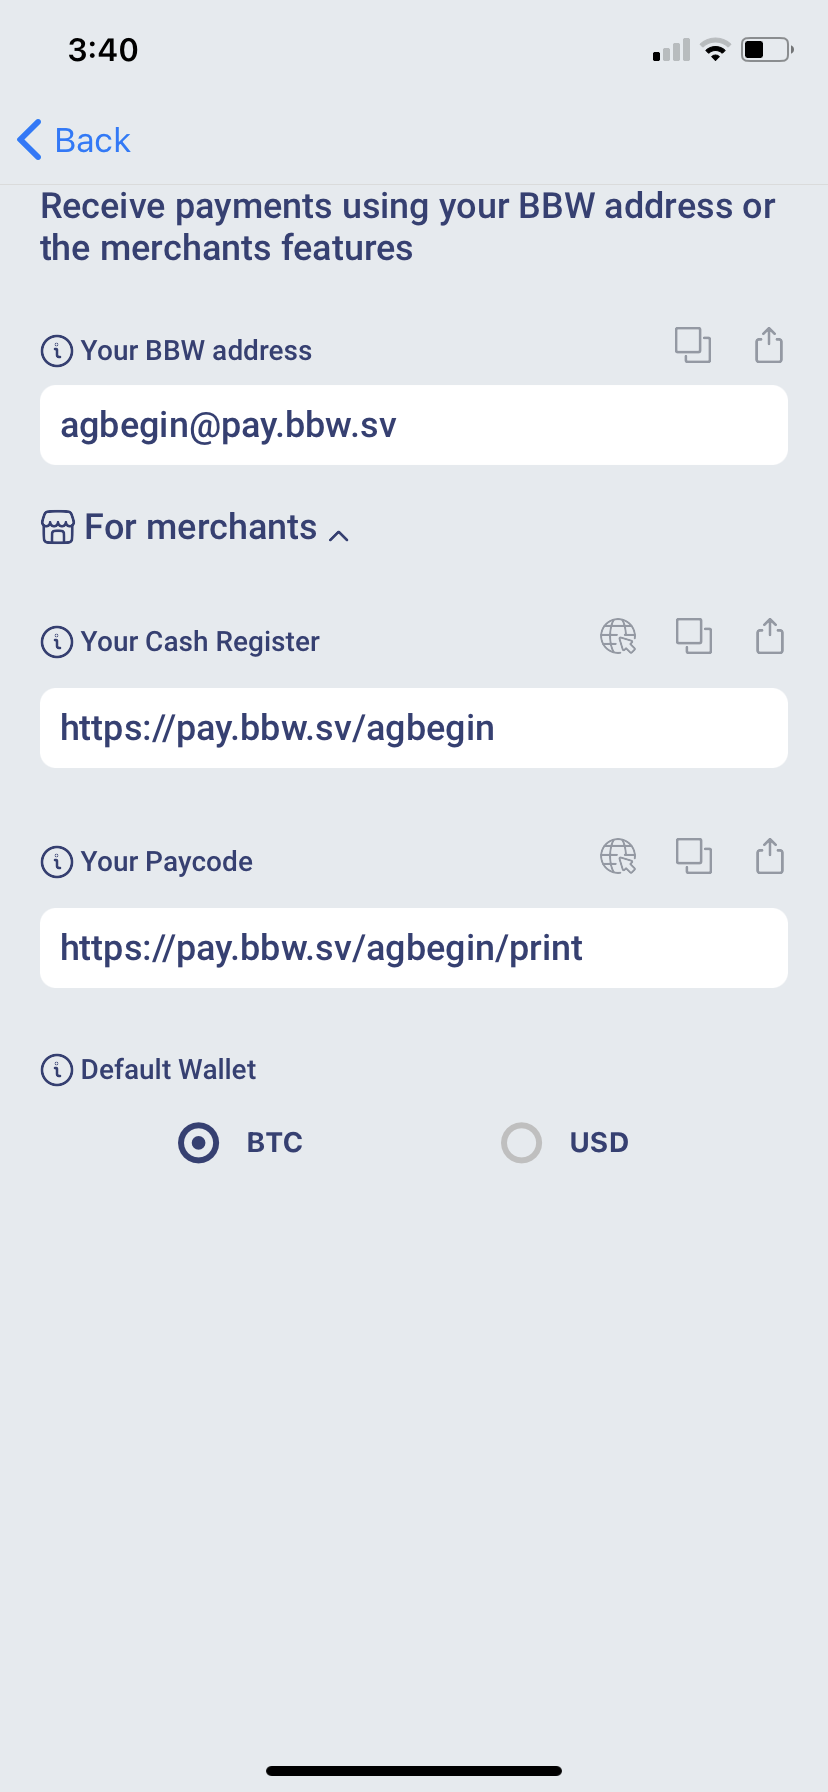 3:40
Back
Receive payments using your BBW address or
the merchants features
Your BBW address
agbegin@pay.bbw.sv
For merchants
Your Cash Register
https://pay.bbw.sv/agbegin
Your Paycode
https://pay.bbw.sv/agbegin/print
Default Wallet
BTC USD